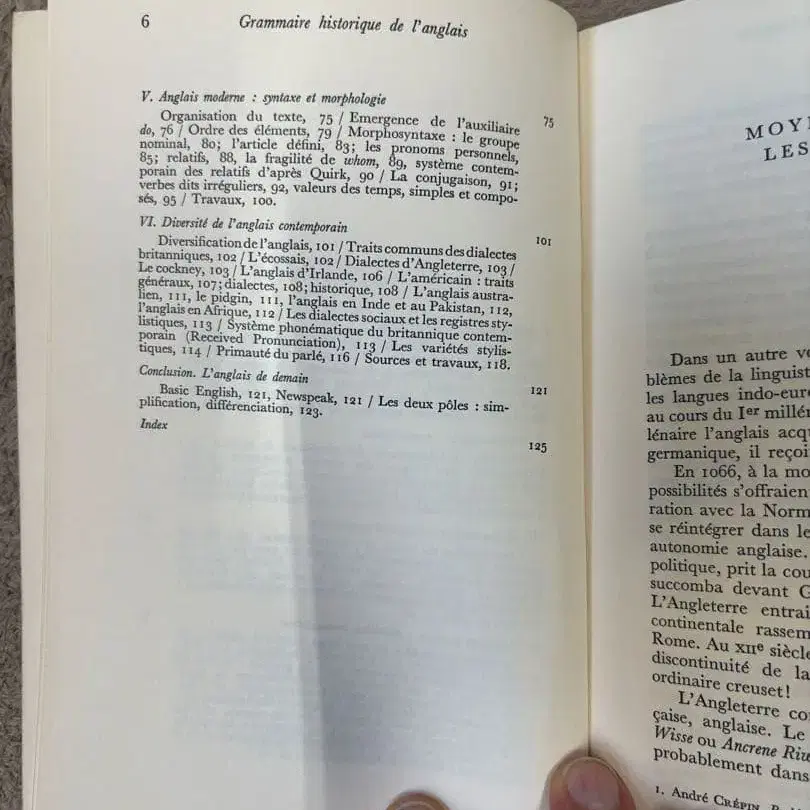 6 Grammaire historique de l'anglais
V. Anglais moderne : syntaxe et morphologie 75
Organisation du texte, 75 / Emergence de l'auxiliaire
do, 76 / Ordre des éléments, 79 / Morphosyntaxe : le groupe
nominal, 80; l'article défini, 83; les pronoms personnels,
85; relatifs, 88, la fragilité de whom, 89, système contem-
porain des relatifs d'après Quirk, 90 / La conjugaison, 91;
verbes dits irréguliers, 92, valeurs des temps, simples et compo-
sés, 95 / Travaux, 100.
VI. Diversité de l'anglais contemporain 101
Diversification de l'anglais, 101 / Traits communs des dialectes
britanniques, 102 / L'écossais, 102 / Dialectes d'Angleterre, 103 /
Le cockney, 103 / L'anglais d'Irlande, 106 / L'américain : traits
généraux, 107; dialectes, 108; historique, 108 / L'anglais austra-
lien, 111, le pidgin, 111, l'anglais en Inde et au Pakistan, 112,
l'anglais en Afrique, 112 / Les dialectes sociaux et les registres sty-
listiques, 113 / Système phonématique du britannique contem-
porain (Received Pronunciation), 113 / Les variétés stylis-
tiques, 114 / Primauté du parlé, 116 / Sources et travaux, 118.
Conclusion. L'anglais de demain 121
Basic English, 121, Newspeak, 121 / Les deux pôles : sim-
plification, différenciation, 123.
Index 125
MOY
LES
Dans un autre
blèmes de la linguist
les langues indo-eur
au cours du Ier millé
lénaire l'anglais acq
germanique, il reçoi
En 1066, à la mo
possibilités s'offraien
ration avec la Norm
se réintégrer dans le
autonomie anglaise.
politique, prit la cou
succomba devant G
L'Angleterre entrai
continentale rassem
Rome. Au XIIe siècle
discontinuité de la
ordinaire creuset!
L'Angleterre co
çaise, anglaise. Le
Wisse ou Ancrene Riw
probablement dans
1. André CRÉPIN,